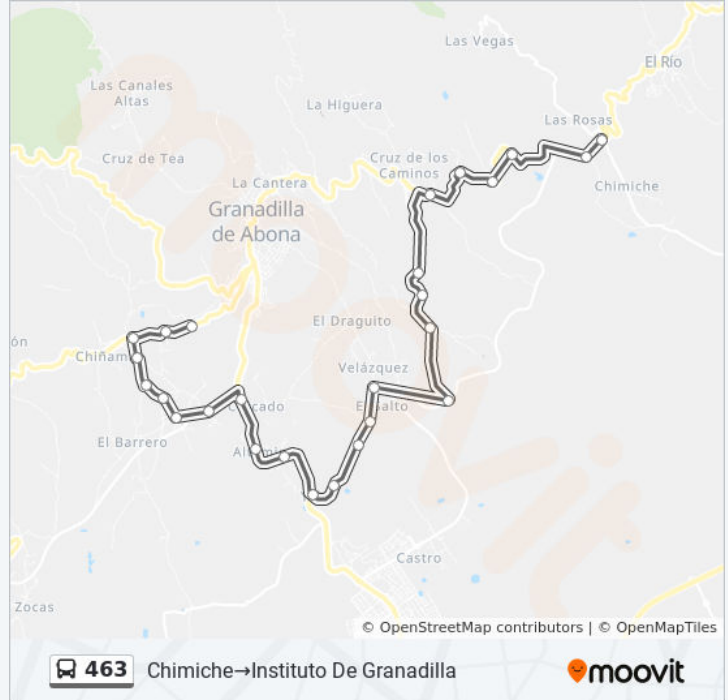 Las Vegas
El Río
Las Canales
Altas
La Higuera
Las Rosas
Cruz de Tea
Cruz de los
Caminos
La Cantera
Chimiche
Granadilla
de Abona
El Draguito
ón
Chiñam
Velázquez
El Salto
El Barrero
Castro
Zocas
© OpenStreetMap contributors | © OpenMapTiles
463 Chimiche→Instituto De Granadilla
moovit